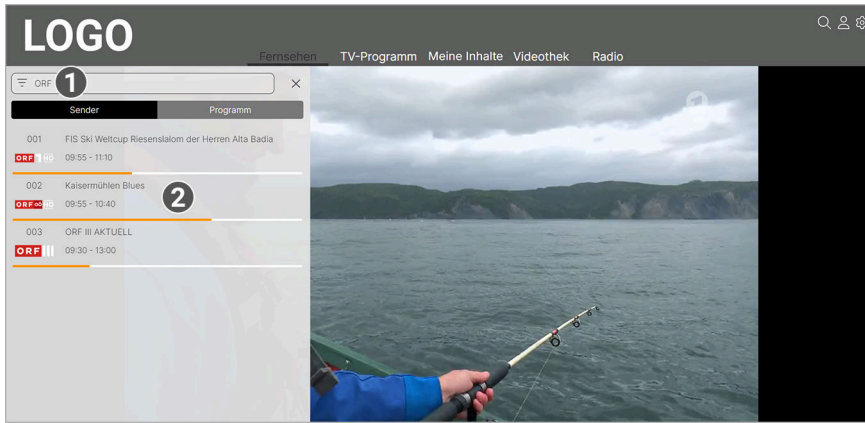 LOGO
Fernsehen TV-Programm Meine Inhalte Videothek Radio
ORF 1
Sender Programm
001 FIS Ski Weltcup Riesenslalom der Herren Alta Badia
ORF 1 HD 09:55 - 11:10
002 Kaisermühlen Blues 2
ORF 2 HD 09:55 - 10:40
003 ORF III AKTUELL
ORF III 09:30 - 13:00